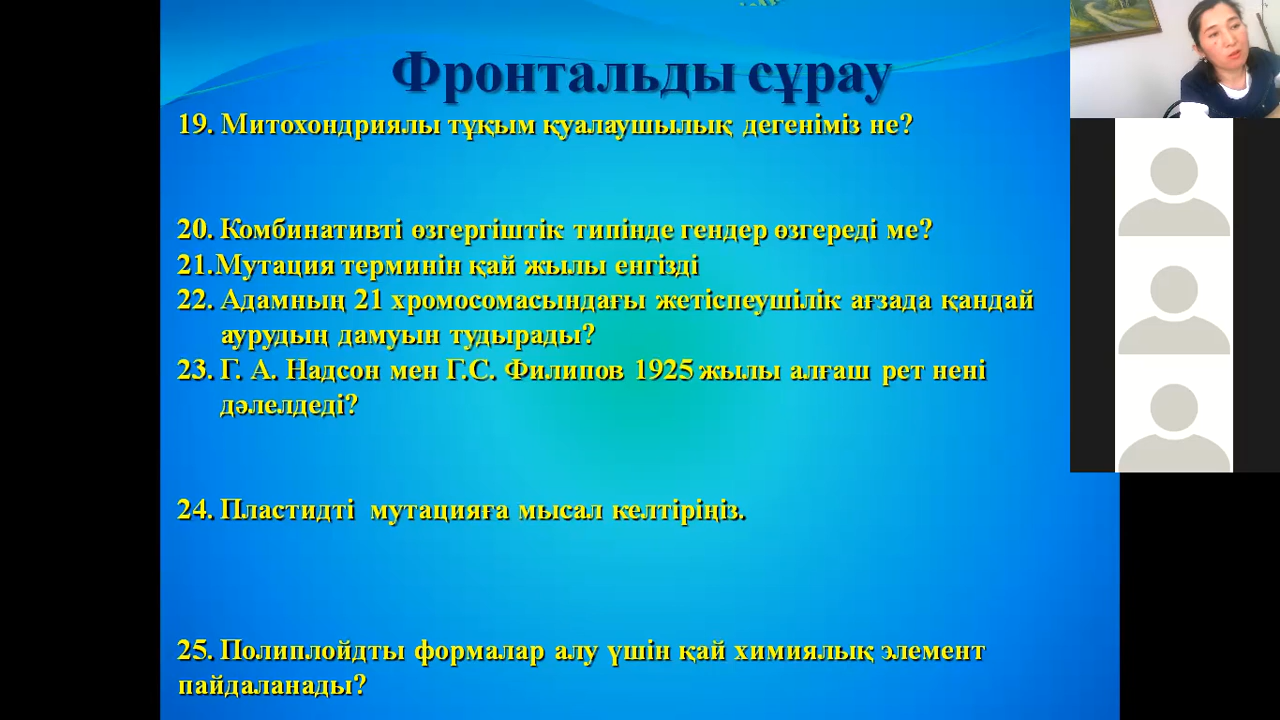 Фронтальды сұрау
19. Митохондриялы тұқым қуалаушылық дегеніміз не?
20. Комбинативті өзгергіштік типінде гендер өзгереді ме?
21.Мутация терминін қай жылы енгізді
22. Адамның 21 хромосомасындағы жетіспеушілік ағзада қандай
аурудың дамуын тудырады?
23. Г. А. Надсон мен Г.С. Филипов 1925 жылы алғаш рет нені
дәлелдеді?
24. Пластидті мутацияға мысал келтіріңіз.
25. Полиплойдты формалар алу үшін қай химиялық элемент
пайдаланады?